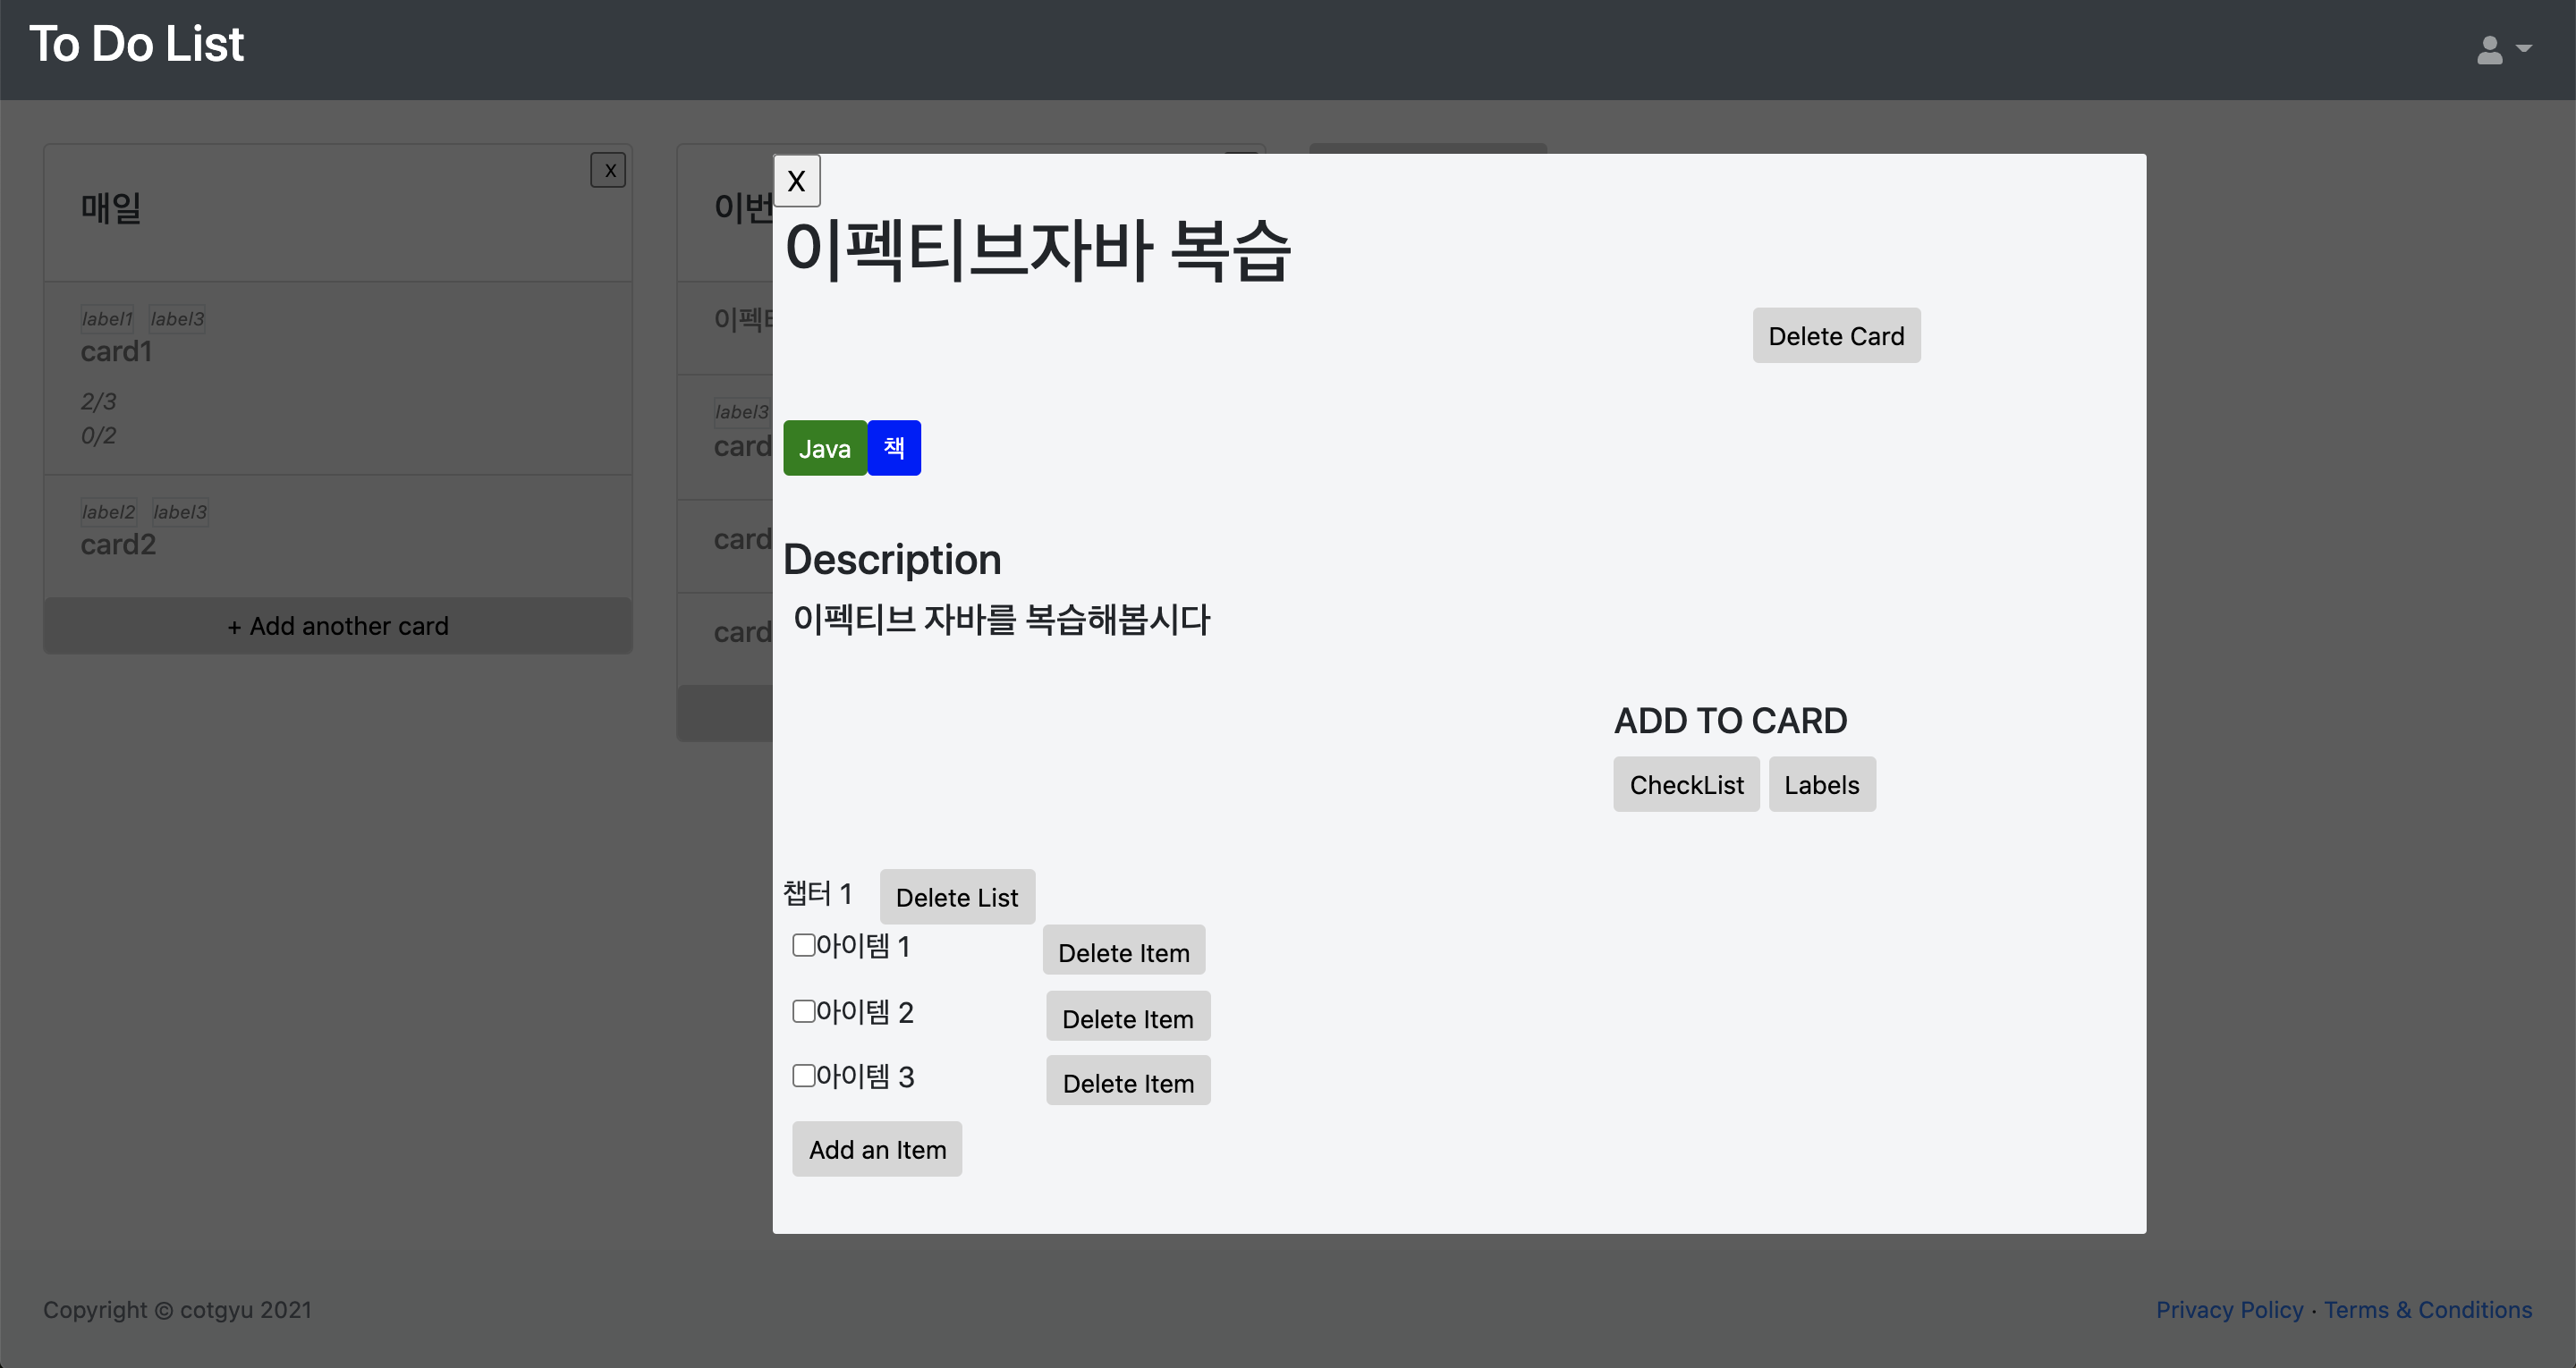 To Do List
X
매일
label1 label3
card1
2/3
0/2
label2 label3
card2
+ Add another card
이번
이펙티
label3
card
card
card
X
이펙티브자바 복습
Delete Card
Java 책
Description
이펙티브 자바를 복습해봅시다
ADD TO CARD
CheckList Labels
챕터 1 Delete List
아이템 1 Delete Item
아이템 2 Delete Item
아이템 3 Delete Item
Add an Item
Copyright © cotgyu 2021
Privacy Policy · Terms & Conditions